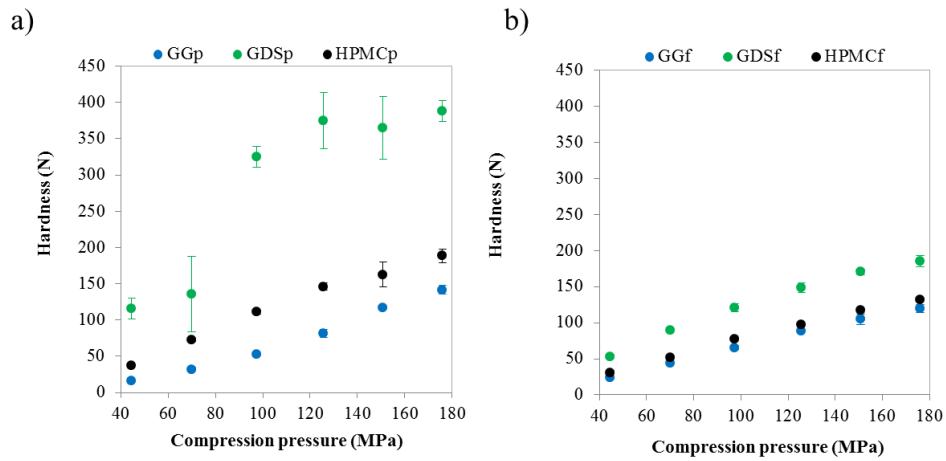 a)
GGp GDSp HPMCp
450
400
350
300
250
200
150
100
50
0
Hardness (N)
40 60 80 100 120 140 160 180
Compression pressure (MPa)
b)
GGf GDSf HPMCf
450
400
350
300
250
200
150
100
50
0
Hardness (N)
40 60 80 100 120 140 160 180
Compression pressure (MPa)